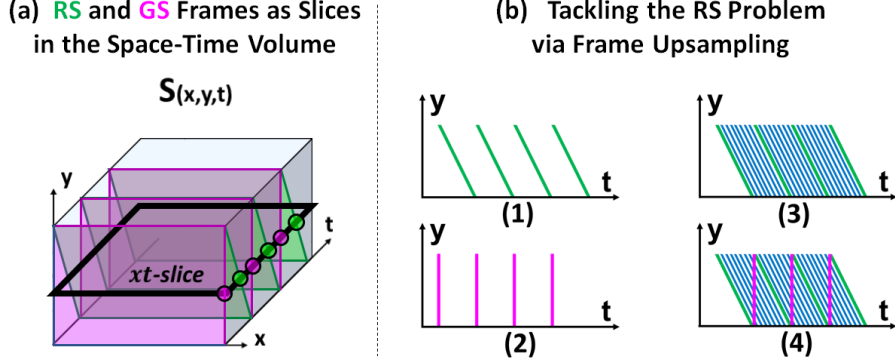 (a) RS and GS Frames as Slices
in the Space-Time Volume
S(x,y,t)
y
t
xt-slice
x
(b) Tackling the RS Problem
via Frame Upsampling
y
t
(1)
y
t
(3)
y
t
(2)
y
t
(4)